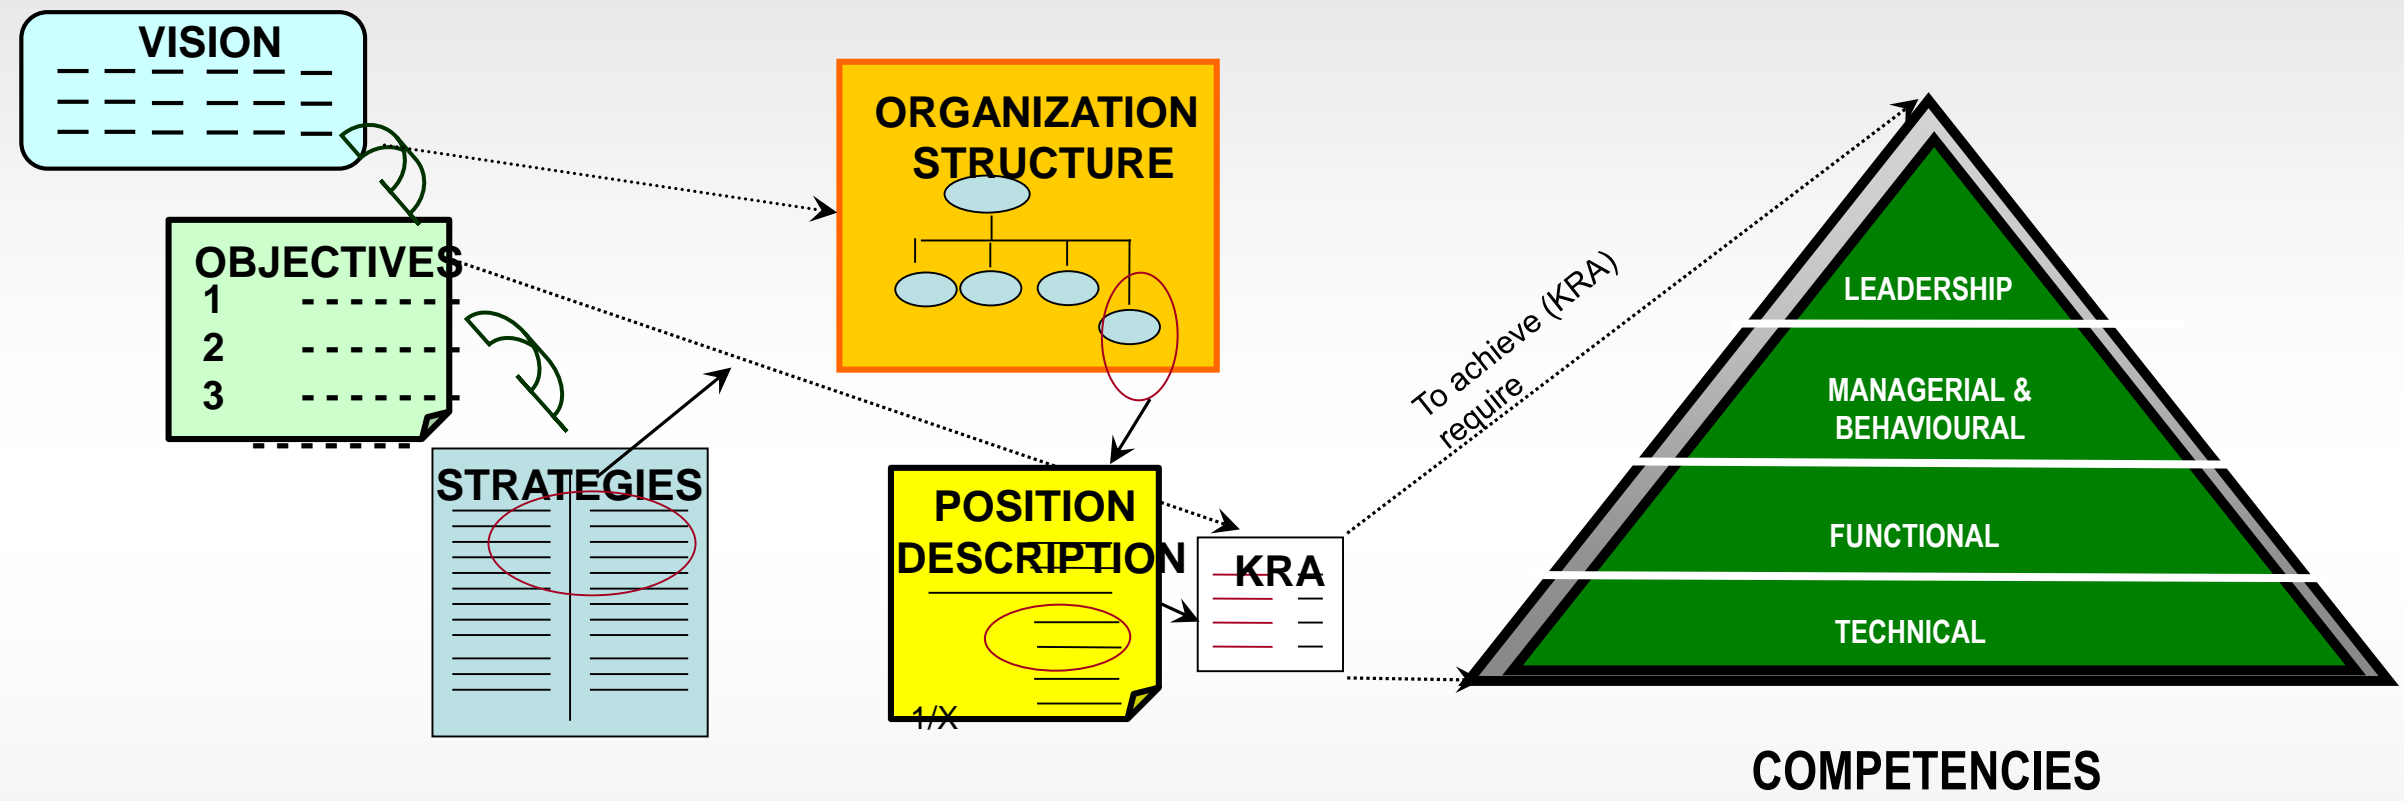 VISION
OBJECTIVES
1
2
3
STRATEGIES
ORGANIZATION
STRUCTURE
POSITION
DESCRIPTION
1/X
KRA
To achieve (KRA)
require
LEADERSHIP
MANAGERIAL &
BEHAVIOURAL
FUNCTIONAL
TECHNICAL
COMPETENCIES